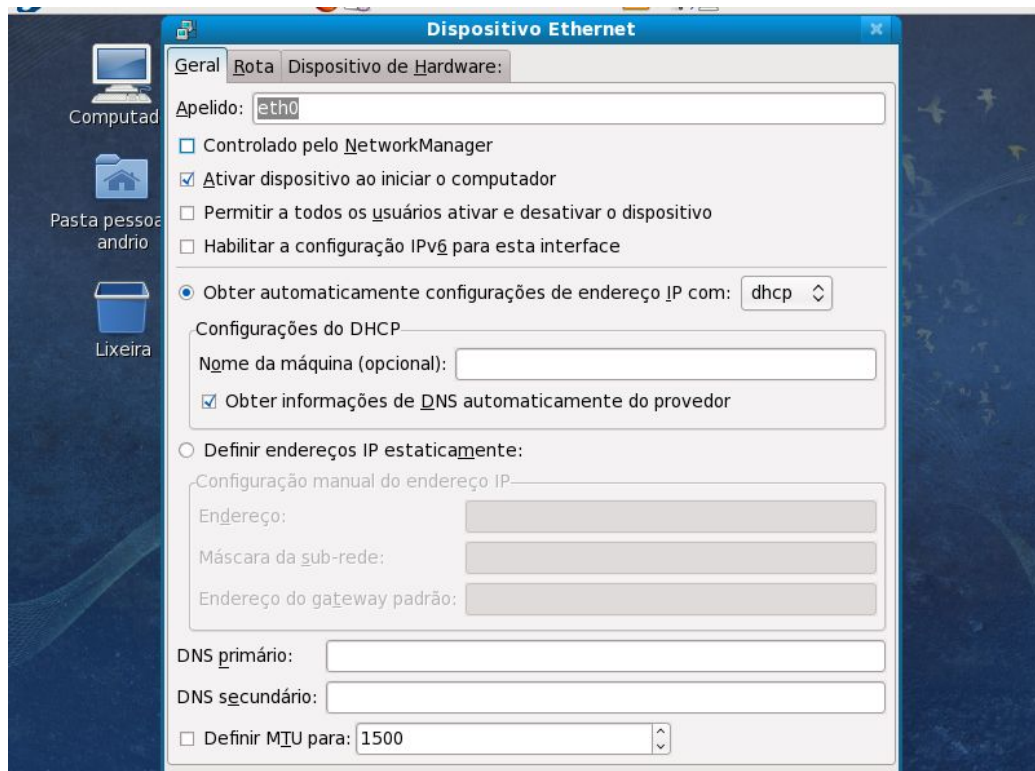 Dispositivo Ethernet
Geral Rota Dispositivo de Hardware:
Computad
Apelido: eth0
Controlado pelo NetworkManager
Ativar dispositivo ao iniciar o computador
Pasta pessoa
andrio
Permitir a todos os usuários ativar e desativar o dispositivo
Habilitar a configuração IPv6 para esta interface
Obter automaticamente configurações de endereço IP com: dhcp
Lixeira
Configurações do DHCP
Nome da máquina (opcional):
Obter informações de DNS automaticamente do provedor
Definir endereços IP estaticamente:
Configuração manual do endereço IP
Endereço:
Máscara da sub-rede:
Endereço do gateway padrão:
DNS primário:
DNS secundário:
Definir MTU para: 1500